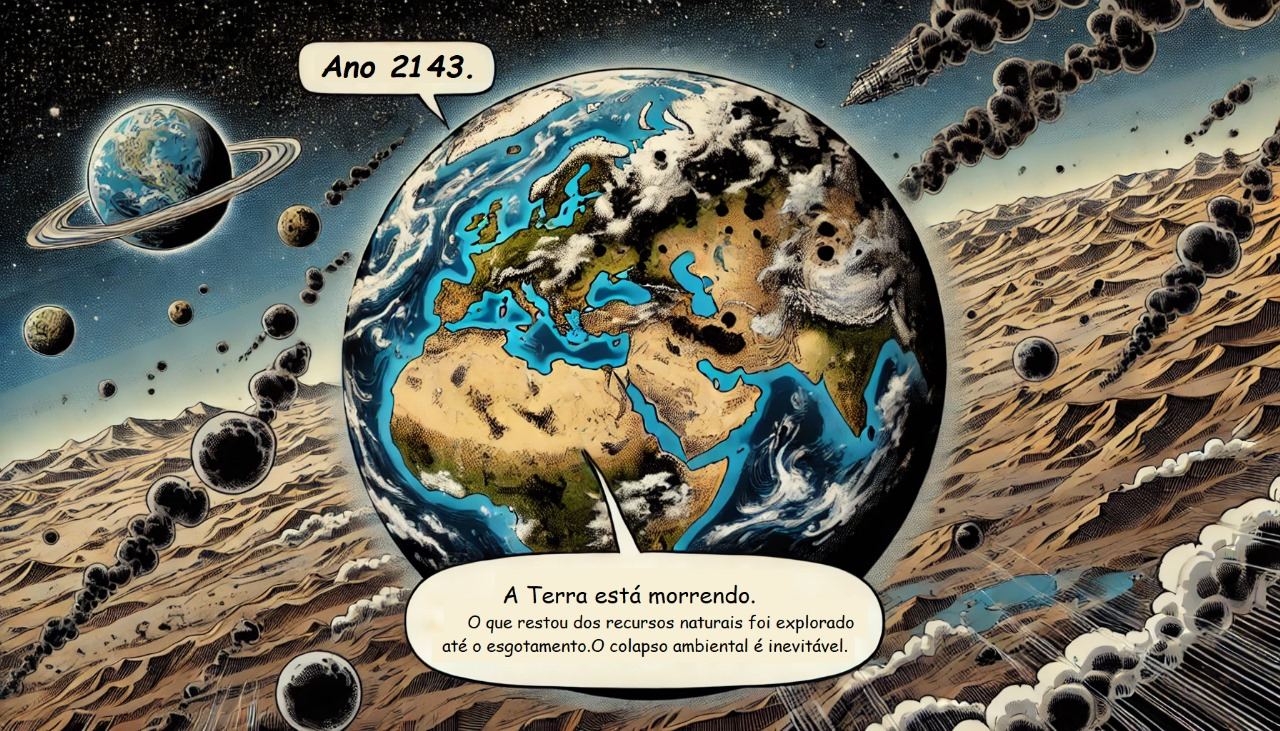 Ano 2143.
A Terra está morrendo.
O que restou dos recursos naturais foi explorado
até o esgotamento.O colapso ambiental é inevitável.